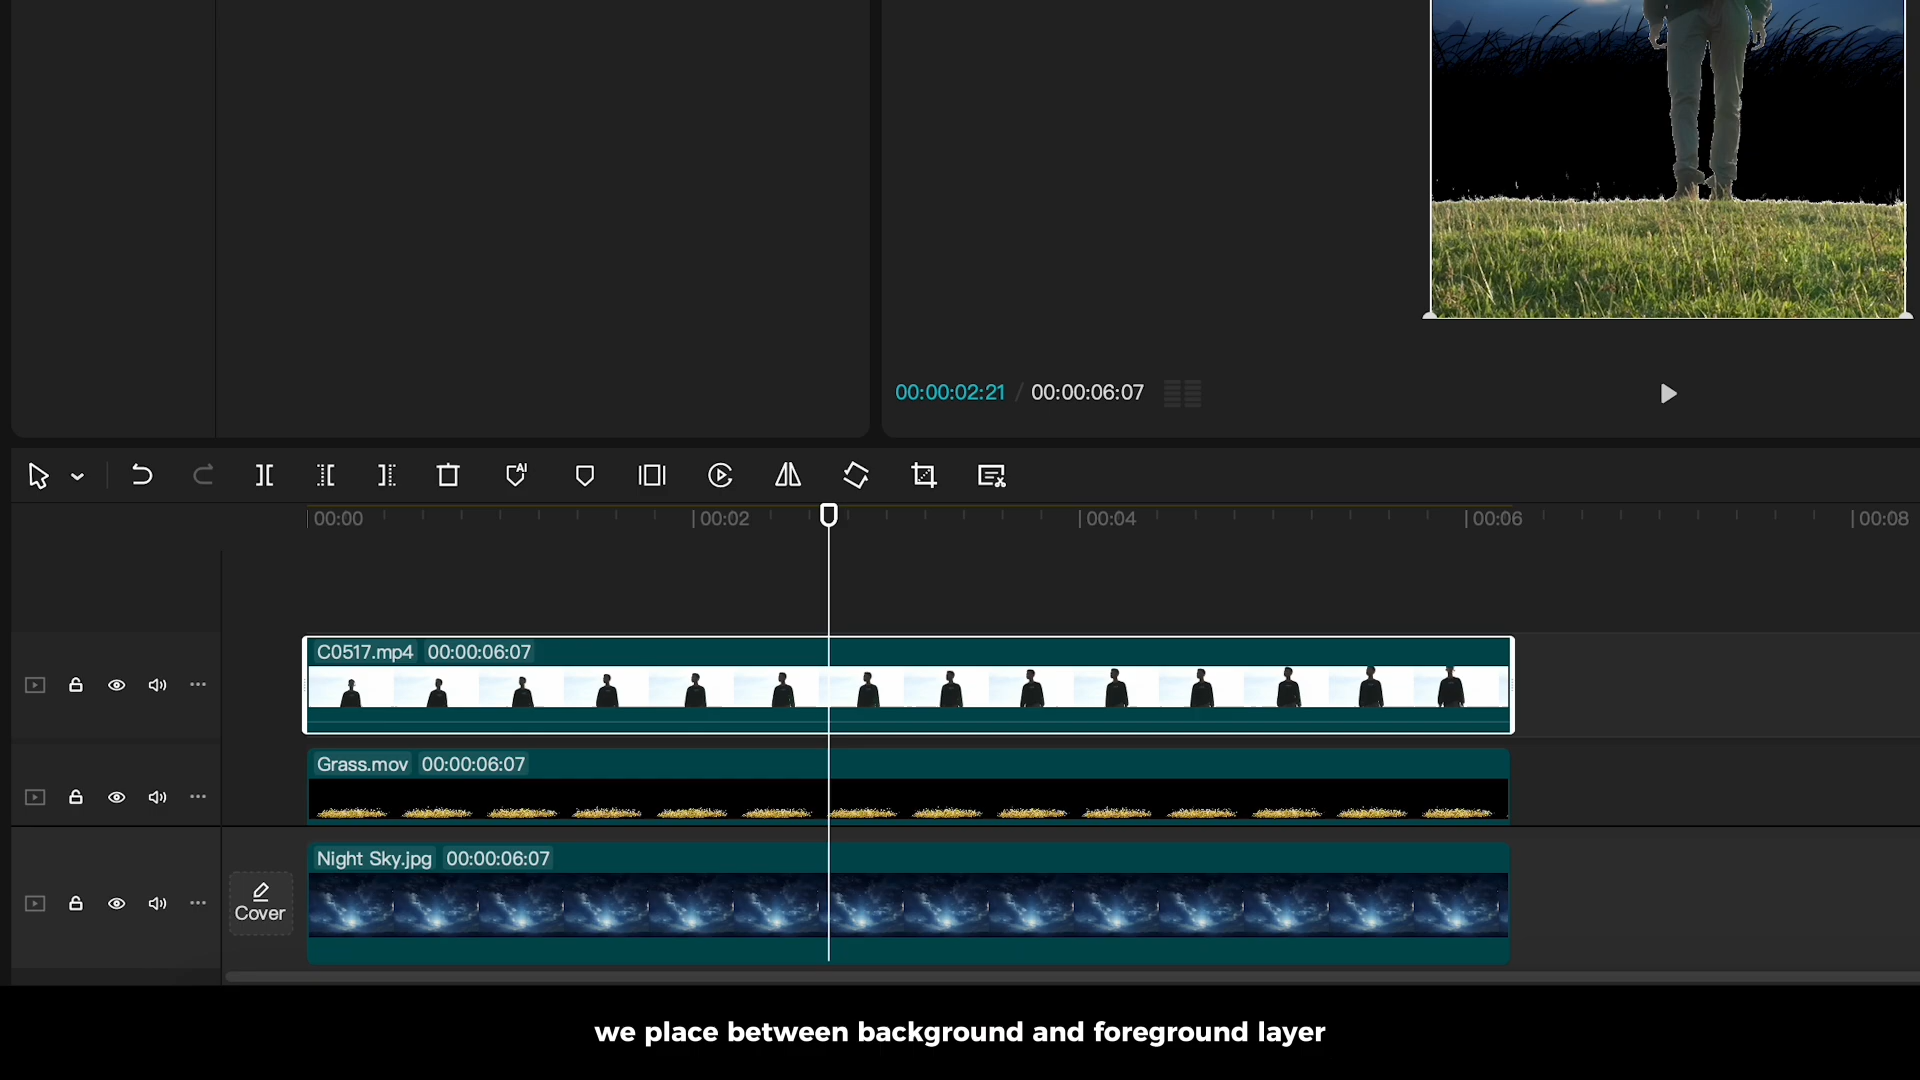 00:00:02:21 / 00:00:06:07
AI
00:00 00:02 00:04 00:06 00:08
C0517.mp4 00:00:06:07
Grass.mov 00:00:06:07
Night Sky.jpg 00:00:06:07
Cover
we place between background and foreground layer